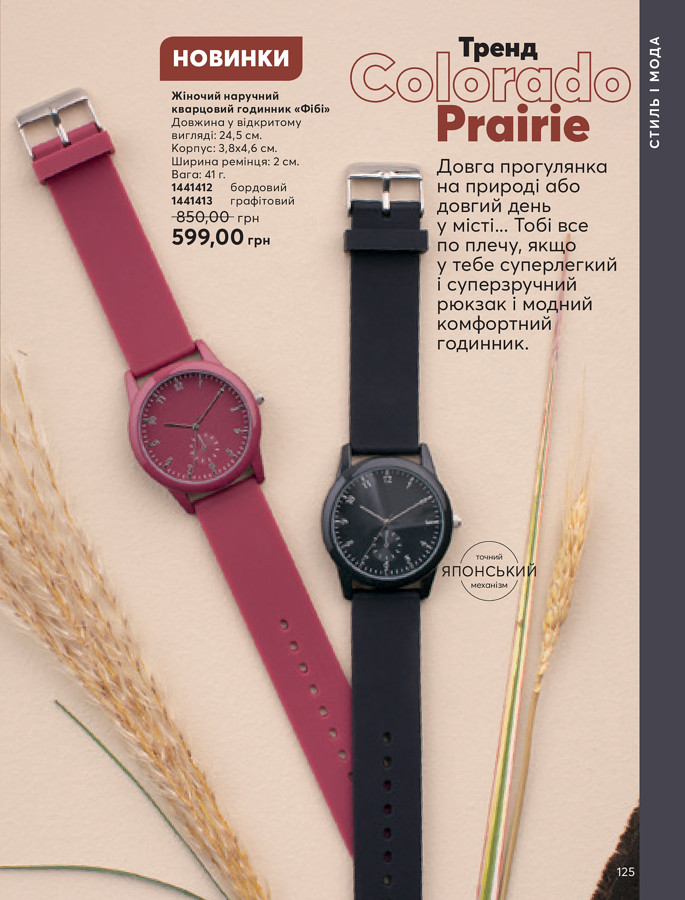 НОВИНКИ
Жіночий наручний
кварцовий годинник «Фібі»
Довжина у відкритому
вигляді: 24,5 см.
Корпус: 3,8х4,6 см.
Ширина ремінця: 2 см.
Вага: 41 г.
1441412 бордовий
1441413 графітовий
850,00 грн
599,00 грн
Тренд
Colorado
Prairie
Довга прогулянка
на природі або
довгий день
у місті... Тобі все
по плечу, якщо
у тебе суперлегкий
і суперзручний
рюкзак і модний
комфортний
годинник.
СТИЛЬ І МОДА
точний
ЯПОНСЬКИЙ
механізм
125